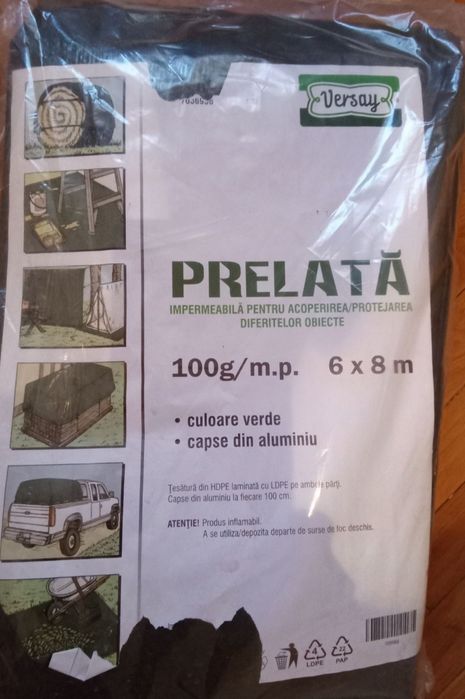 Versay
PRELATĂ
IMPERMEABILĂ PENTRU ACOPERIREA/PROTEJAREA
DIFERITELOR OBIECTE
100g/m.p. 6 x 8 m
• culoare verde
• capse din aluminiu
Țesătură din HDPE laminată cu LDPE pe ambele părți.
Capse din aluminiu la fiecare 100 cm.
ATENȚIE! Produs inflamabil.
A se utiliza/depozita departe de surse de foc deschis.
4 22
LDPE PAP